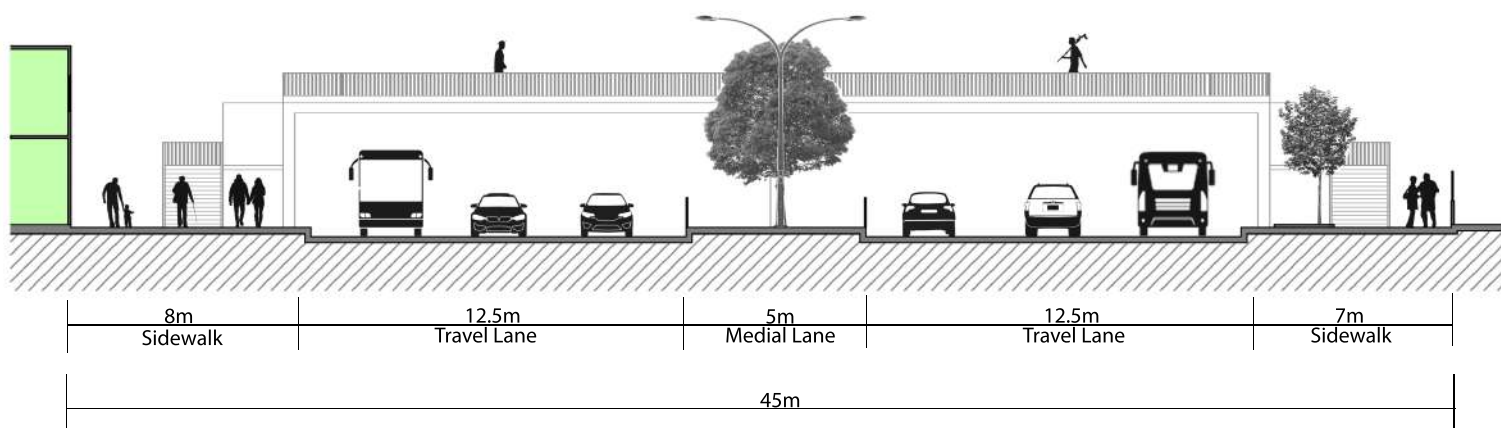 8m
Sidewalk
12.5m
Travel Lane
5m
Medial Lane
12.5m
Travel Lane
7m
Sidewalk
45m